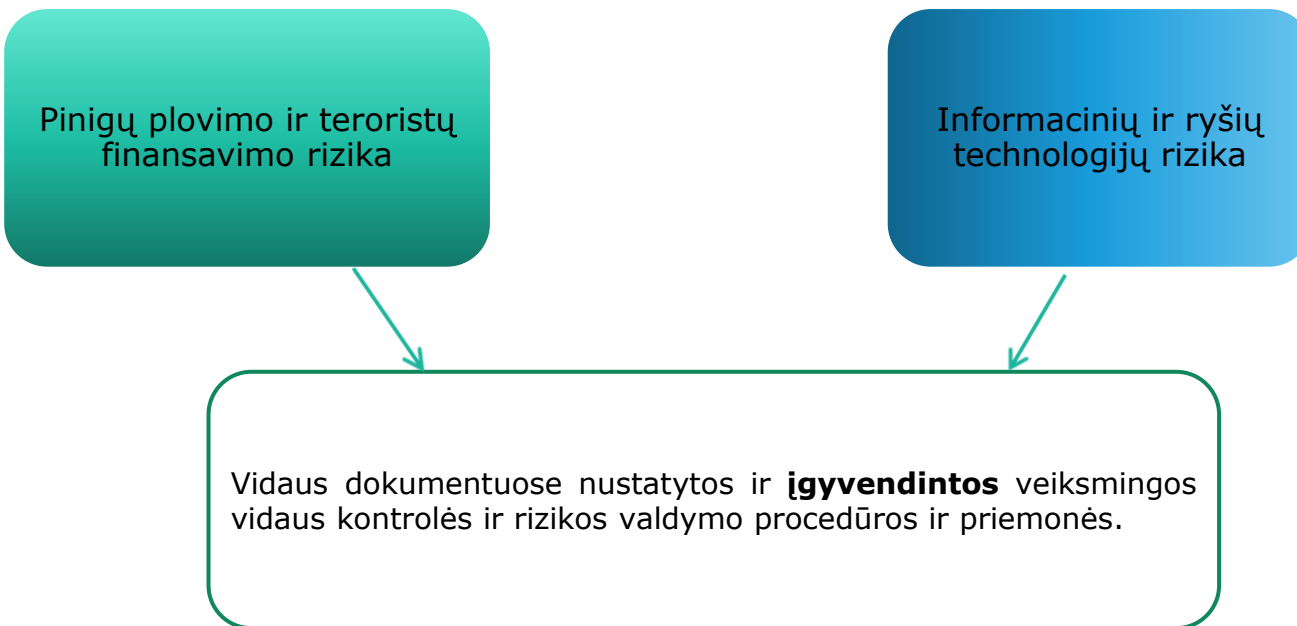 Pinigų plovimo ir teroristų
finansavimo rizika
Informacinių ir ryšių
technologijų rizika
Vidaus dokumentuose nustatytos ir įgyvendintos veiksmingos
vidaus kontrolės ir rizikos valdymo procedūros ir priemonės.